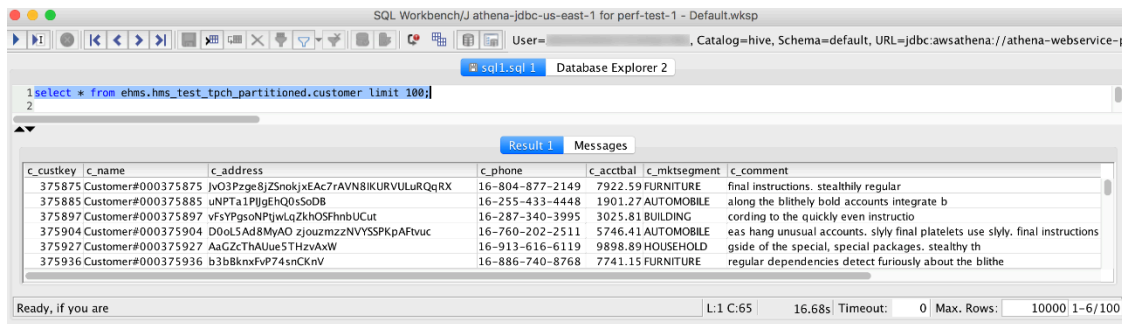 SQL Workbench/J athena-jdbc-us-east-1 for perf-test-1 - Default.wksp
User= , Catalog=hive, Schema=default, URL=jdbc:awsathena://athena-webservice-p
sql1.sql 1 Database Explorer 2
1 select * from ehms.hms_test_tpch_partitioned.customer limit 100;
2
Result 1 Messages
c_custkey c_name c_address c_phone c_acctbal c_mktsegment c_comment
375875 Customer#000375875 JvO3Pzge8jZSnokjxEAc7rAVN8IKURVULuRQqRX 16-804-877-2149 7922.59 FURNITURE final instructions. stealthily regular
375885 Customer#000375885 uNPTa1PIJgEhQ0sSoDB 16-255-433-4448 1901.27 AUTOMOBILE along the blithely bold accounts integrate b
375897 Customer#000375897 vFsYPgsoNPtjwLqZkhOSFhnbUCut 16-287-340-3995 3025.81 BUILDING cording to the quickly even instructio
375904 Customer#000375904 D0oL5Ad8MyAO zjouzmzzNVYSSPKpAFtvuc 16-760-202-2511 5746.41 AUTOMOBILE eas hang unusual accounts. slyly final platelets use slyly. final instructions
375927 Customer#000375927 AaGZcThAUue5THzvAxW 16-913-616-6119 9898.89 HOUSEHOLD gside of the special, special packages. stealthy th
375936 Customer#000375936 b3bBknxFvP74snCKnV 16-886-740-8768 7741.15 FURNITURE regular dependencies detect furiously about the blithe
Ready, if you are L:1 C:65 16.68s Timeout: 0 Max. Rows: 10000 1-6/100